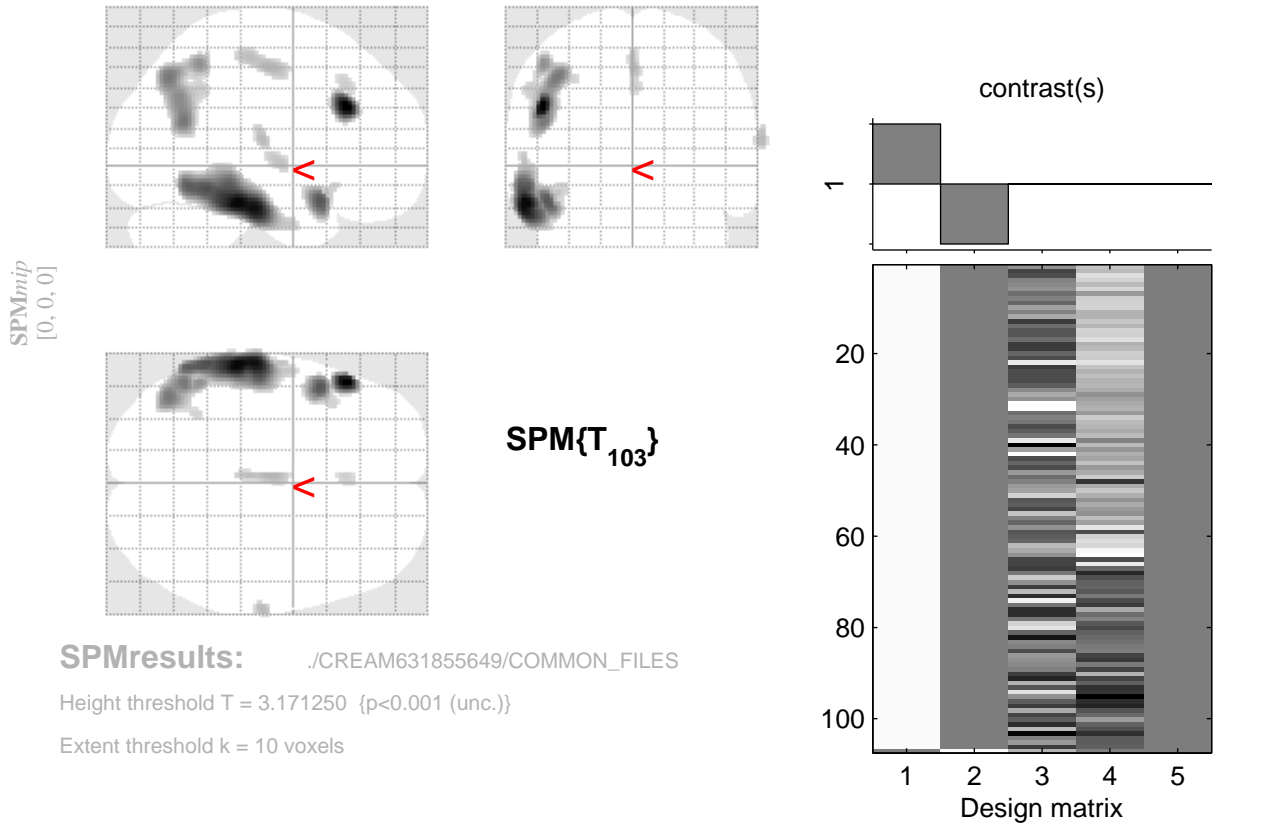 SPMmip
[0, 0, 0]
<
<
<
SPM{T103}
SPMresults: ./CREAM631855649/COMMON_FILES
Height threshold T = 3.171250 {p<0.001 (unc.)}
Extent threshold k = 10 voxels
contrast(s)
1
20
40
60
80
100
1 2 3 4 5
Design matrix